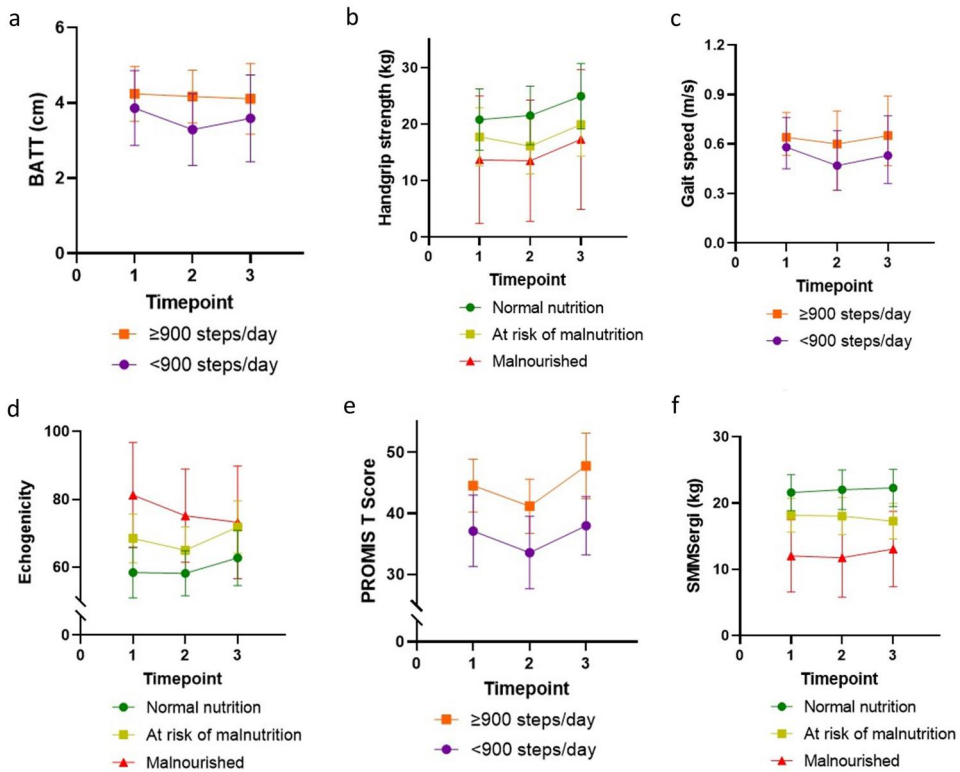 a
6
4
2
0
BATT (cm)
0 1 2 3
Timepoint
≥900 steps/day
<900 steps/day
b
30
20
10
0
Handgrip strength (kg)
0 1 2 3
Timepoint
Normal nutrition
At risk of malnutrition
Malnourished
c
1.2
0.9
0.6
0.3
0.0
Gait speed (m/s)
0 1 2 3
Timepoint
≥900 steps/day
<900 steps/day
d
100
80
60
0
Echogenicity
0 1 2 3
Timepoint
Normal nutrition
At risk of malnutrition
Malnourished
e
50
40
30
0
PROMIS T Score
0 1 2 3
Timepoint
≥900 steps/day
<900 steps/day
f
30
20
10
0
SMMSergi (kg)
0 1 2 3
Timepoint
Normal nutrition
At risk of malnutrition
Malnourished